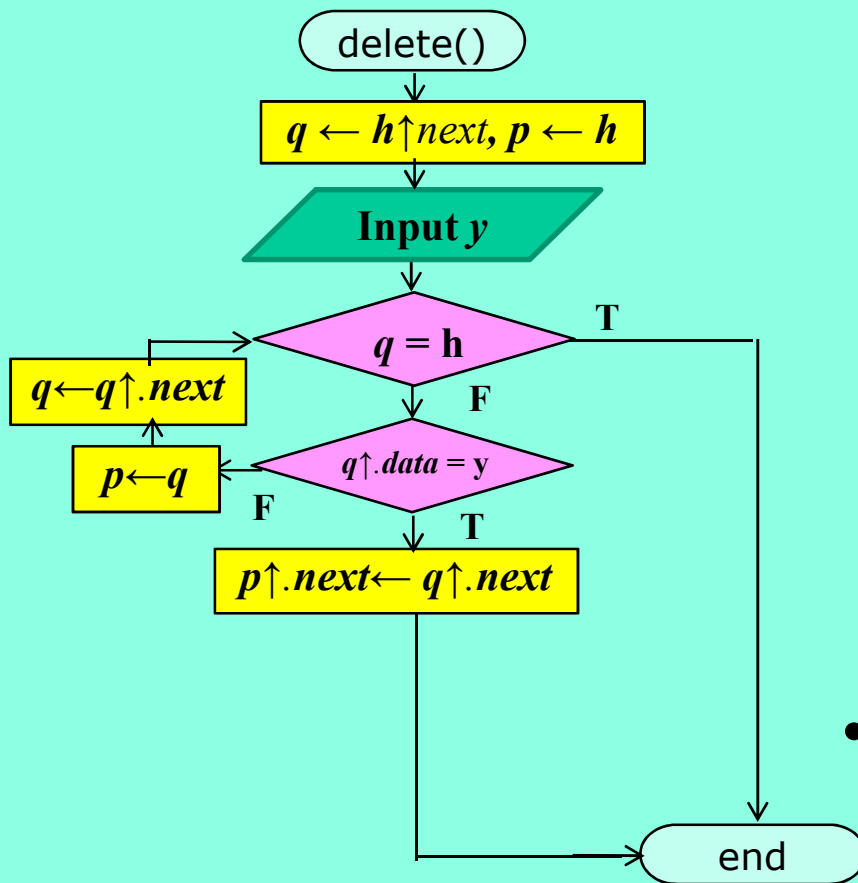 delete()
q ← h↑next, p ← h
Input y
q = h
T
q←q↑.next
F
q↑.data = y
p←q
F
T
p↑.next← q↑.next
•
end